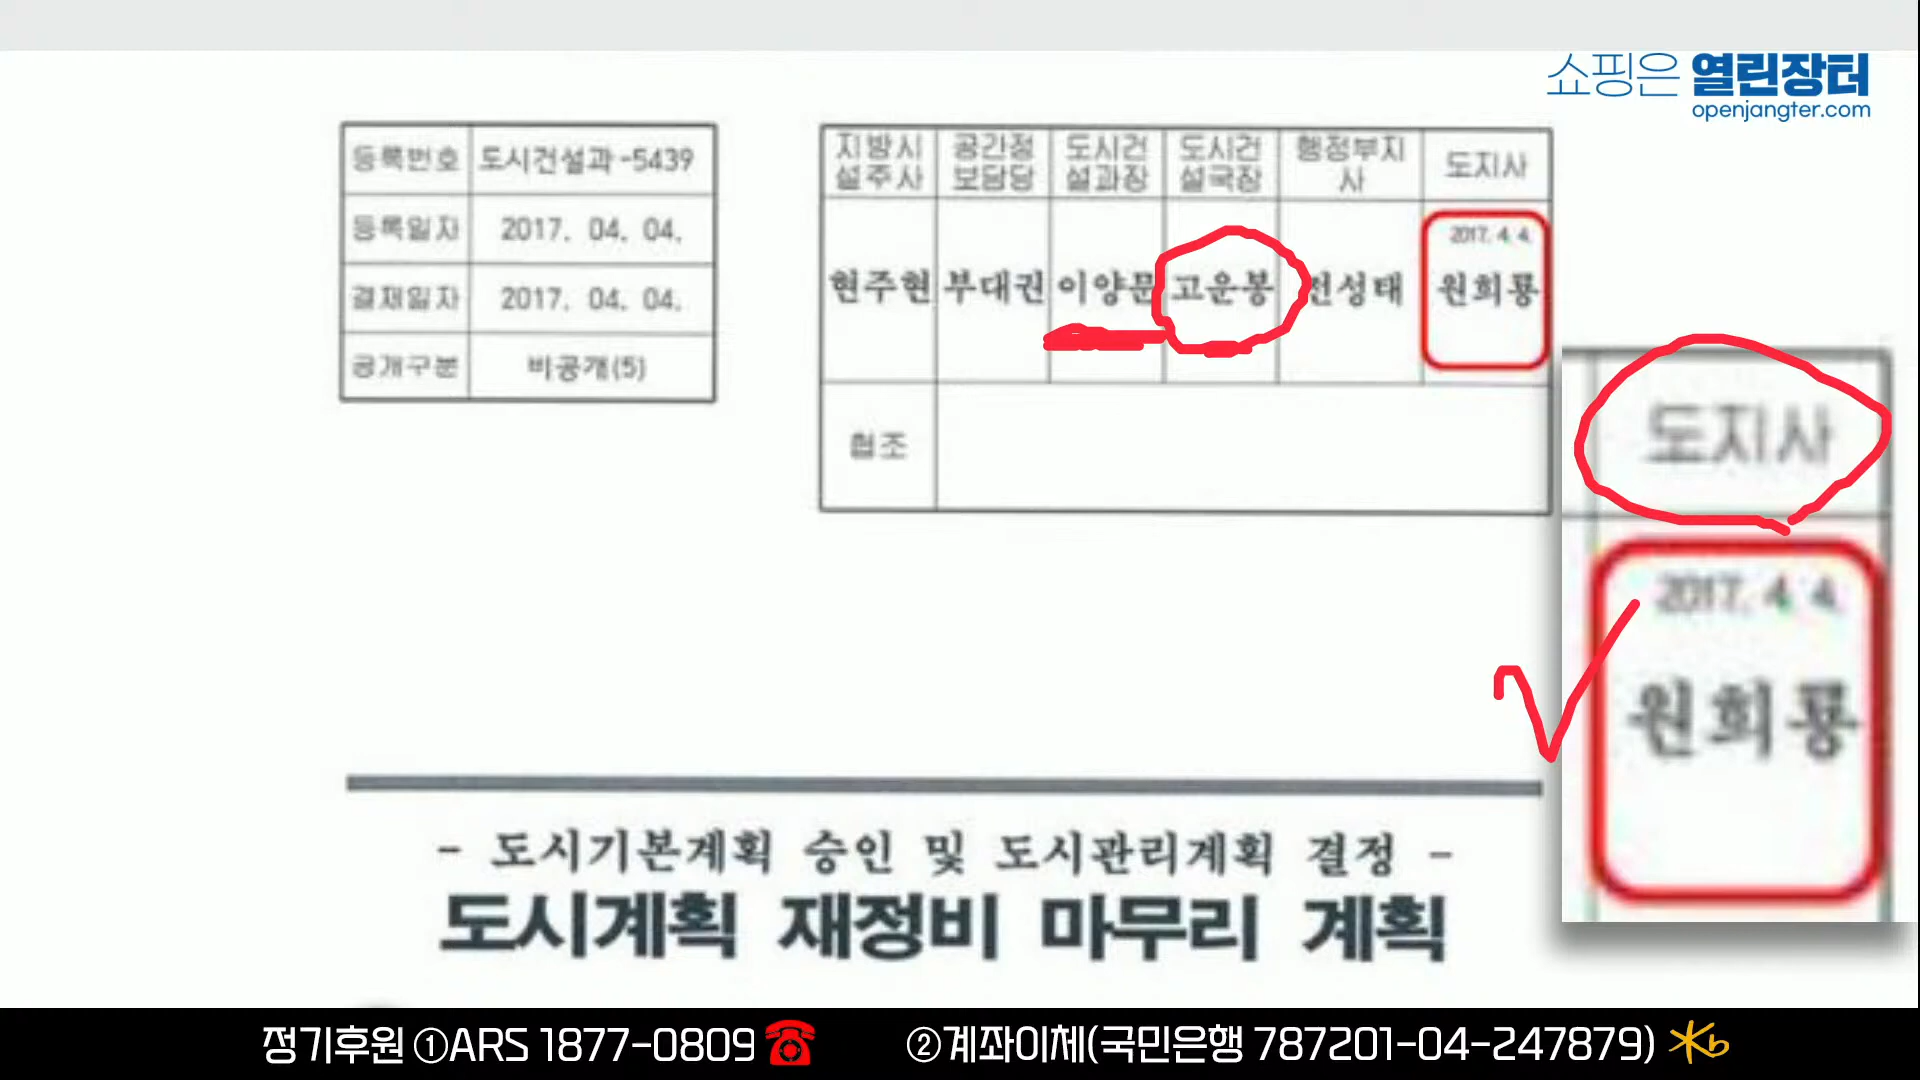 쇼핑은 열린장터
openjangter.com
등록번호 도시건설과-5439
등록일자 2017. 04. 04.
결재일자 2017. 04. 04.
공개구분 비공개(5)
지방시설주사 공간정보담당 도시건설과장 도시건설국장 행정부지사 도지사
2017. 4. 4.
현주현 부대권 이양문 고운봉 전성태 원희룡
협조
도지사
2017. 4. 4.
원희룡
- 도시기본계획 승인 및 도시관리계획 결정 -
도시계획 재정비 마무리 계획
정기후원 ①ARS 1877-0809 ②계좌이체(국민은행 787201-04-247879)